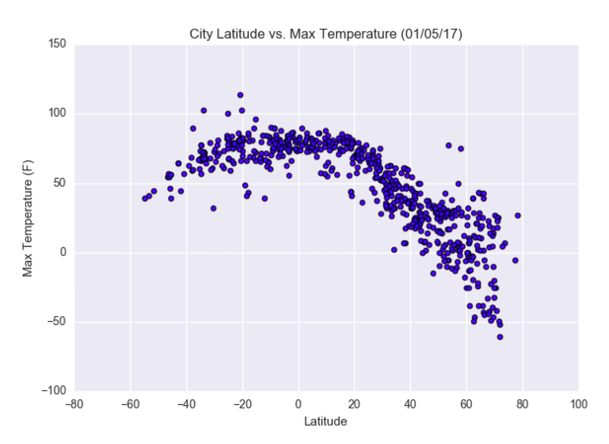 City Latitude vs. Max Temperature (01/05/17)
150
100
50
0
−50
−100
Max Temperature (F)
−80 −60 −40 −20 0 20 40 60 80 100
Latitude